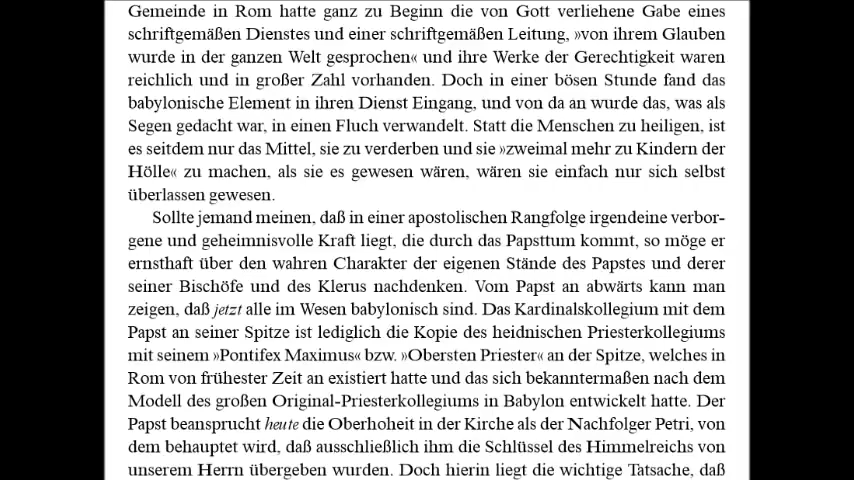 Gemeinde in Rom hatte ganz zu Beginn die von Gott verliehene Gabe eines
schriftgemäßen Dienstes und einer schriftgemäßen Leitung, »von ihrem Glauben
wurde in der ganzen Welt gesprochen« und ihre Werke der Gerechtigkeit waren
reichlich und in großer Zahl vorhanden. Doch in einer bösen Stunde fand das
babylonische Element in ihren Dienst Eingang, und von da an wurde das, was als
Segen gedacht war, in einen Fluch verwandelt. Statt die Menschen zu heiligen, ist
es seitdem nur das Mittel, sie zu verderben und sie »zweimal mehr zu Kindern der
Hölle« zu machen, als sie es gewesen wären, wären sie einfach nur sich selbst
überlassen gewesen.
Sollte jemand meinen, daß in einer apostolischen Rangfolge irgendeine verbor-
gene und geheimnisvolle Kraft liegt, die durch das Papsttum kommt, so möge er
ernsthaft über den wahren Charakter der eigenen Stände des Papstes und derer
seiner Bischöfe und des Klerus nachdenken. Vom Papst an abwärts kann man
zeigen, daß jetzt alle im Wesen babylonisch sind. Das Kardinalskollegium mit dem
Papst an seiner Spitze ist lediglich die Kopie des heidnischen Priesterkollegiums
mit seinem »Pontifex Maximus« bzw. »Obersten Priester« an der Spitze, welches in
Rom von frühester Zeit an existiert hatte und das sich bekanntermaßen nach dem
Modell des großen Original-Priesterkollegiums in Babylon entwickelt hatte. Der
Papst beansprucht heute die Oberhoheit in der Kirche als der Nachfolger Petri, von
dem behauptet wird, daß ausschließlich ihm die Schlüssel des Himmelreichs von
unserem Herrn übergeben wurden. Doch hierin liegt die wichtige Tatsache, daß